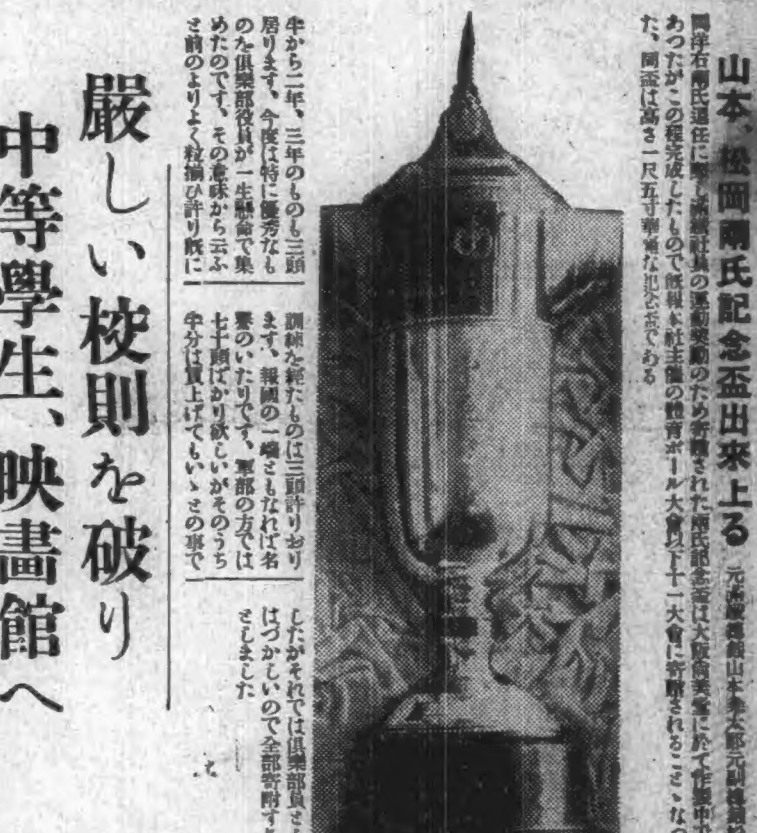 山本、松岡兩氏記念盃出來上る
元滿鐵總裁山本条太郎元副總裁松
岡洋右兩氏退任に際し滿鐵社員の運動奬勵のため寄贈された兩氏記念盃は大阪
に於て作製中で
あつたがこの程完成したもので既報本社主催の體育ボール大會以下十一大會に寄贈されることゝな
た、同盃は高さ一尺五寸華麗な記念盃である
牛から二年、三年のものも三頭
居ります、今度は特に優秀なも
のを倶樂部役員が一生懸命で集
めたのです、その意味から云ふ
と前のよりよく粒揃ひ許り既に
訓練を經たものは三頭許りおり
ます、報國の一端ともなれば名
譽のいたりです、軍部の方では
七十頭ばかり欲しいがそのうち
半分は買上げてもいゝとの事で
したがそれでは倶樂部員とし
はづかしいので全部寄附す
としました
嚴しい校則を破り
中等學生、映畫館へ